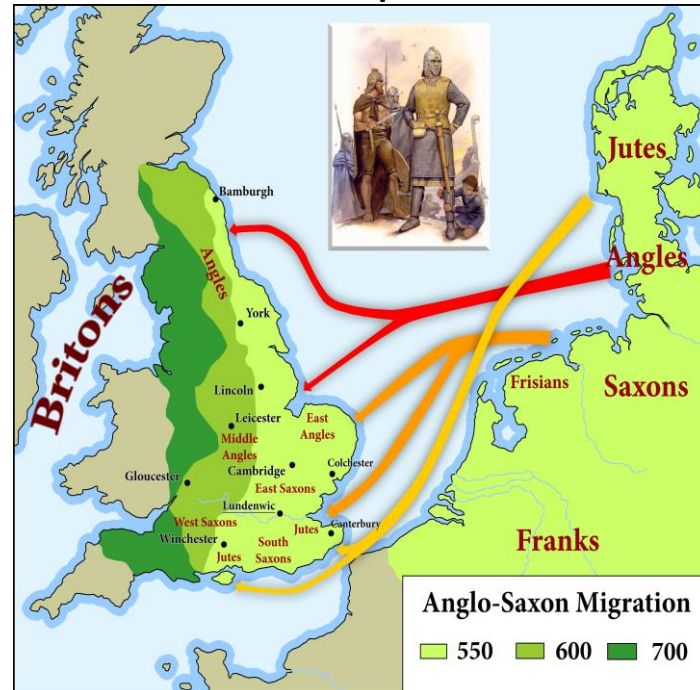 Jutes
Angles
Saxons
Frisians
Franks
Britons
Bamburgh
Angles
York
Lincoln
Leicester
Middle
Angles
East
Angles
Cambridge
Colchester
Gloucester
East Saxons
Lundenwic
West Saxons
Jutes
Canterbury
Winchester
Jutes
South
Saxons
Anglo-Saxon Migration
550
600
700